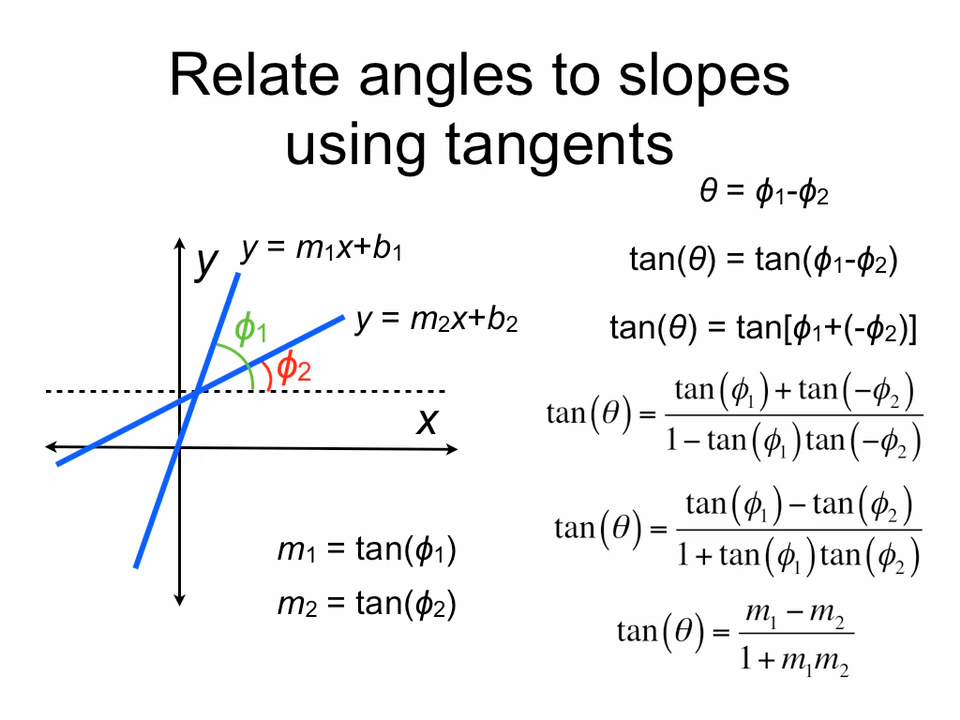 Relate angles to slopes
using tangents
θ = ϕ₁-ϕ₂
tan(θ) = tan(ϕ₁-ϕ₂)
tan(θ) = tan[ϕ₁+(-ϕ₂)]
tan(θ) = (tan(ϕ₁) + tan(−ϕ₂)) / (1 − tan(ϕ₁) tan(−ϕ₂))
tan(θ) = (tan(ϕ₁) − tan(ϕ₂)) / (1 + tan(ϕ₁) tan(ϕ₂))
tan(θ) = (m₁ − m₂) / (1 + m₁m₂)
y
y = m₁x+b₁
y = m₂x+b₂
ϕ₁
ϕ₂
x
m₁ = tan(ϕ₁)
m₂ = tan(ϕ₂)